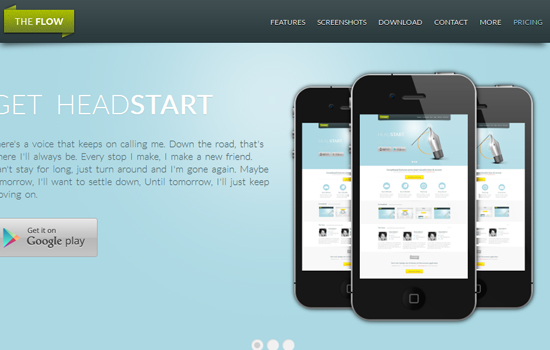 THE FLOW
FEATURES SCREENSHOTS DOWNLOAD CONTACT MORE PRICING
GET HEADSTART
ere's a voice that keeps on calling me. Down the road, that's
here I'll always be. Every stop I make, I make a new friend.
an't stay for long, just turn around and I'm gone again. Maybe
omorrow, I'll want to settle down, Until tomorrow, I'll just keep
oving on.
Get it on
Google play